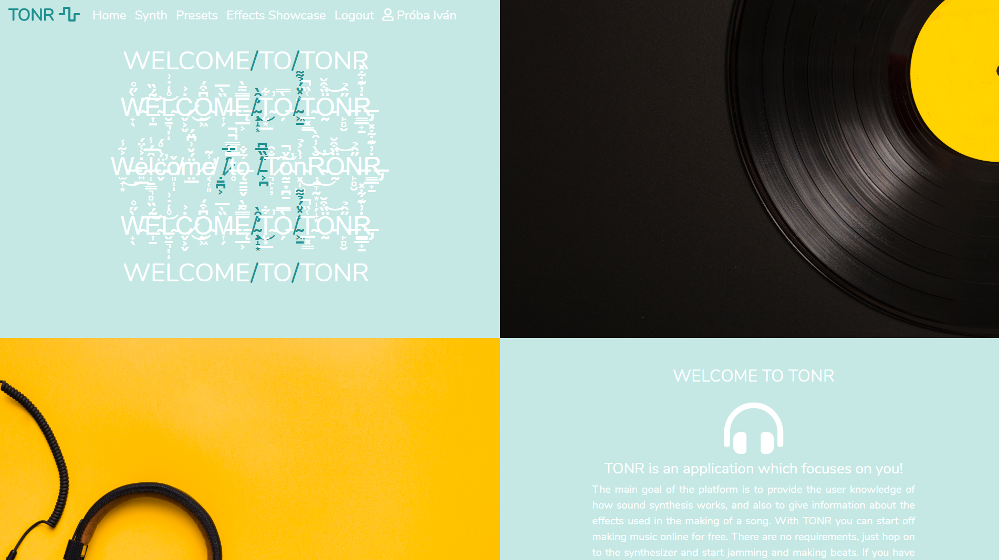 TONR Home Synth Presets Effects Showcase Logout Próba Iván
WELCOME/TO/TONR
WELCOME/TO/TONR
Welcome/to/TonRONR
WELCOME/TO/TONR
WELCOME/TO/TONR
WELCOME TO TONR
TONR is an application which focuses on you!
The main goal of the platform is to provide the user knowledge of
how sound synthesis works, and also to give information about the
effects used in the making of a song. With TONR you can start off
making music online for free. There are no requirements, just hop on
to the synthesizer and start jamming and making beats. If you have